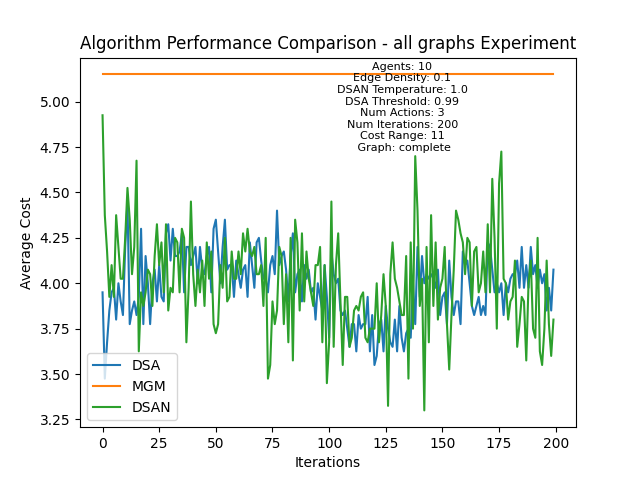 Algorithm Performance Comparison - all graphs Experiment
Agents: 10
Edge Density: 0.1
DSAN Temperature: 1.0
DSA Threshold: 0.99
Num Actions: 3
Num Iterations: 200
Cost Range: 11
Graph: complete
Average Cost
5.00
4.75
4.50
4.25
4.00
3.75
3.50
3.25
DSA
MGM
DSAN
0 25 50 75 100 125 150 175 200
Iterations